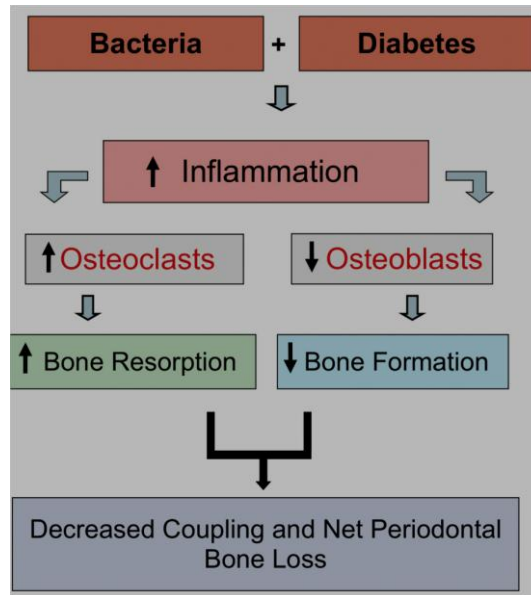 Bacteria + Diabetes
↑ Inflammation
↑ Osteoclasts ↓ Osteoblasts
↑ Bone Resorption ↓ Bone Formation
Decreased Coupling and Net Periodontal
Bone Loss